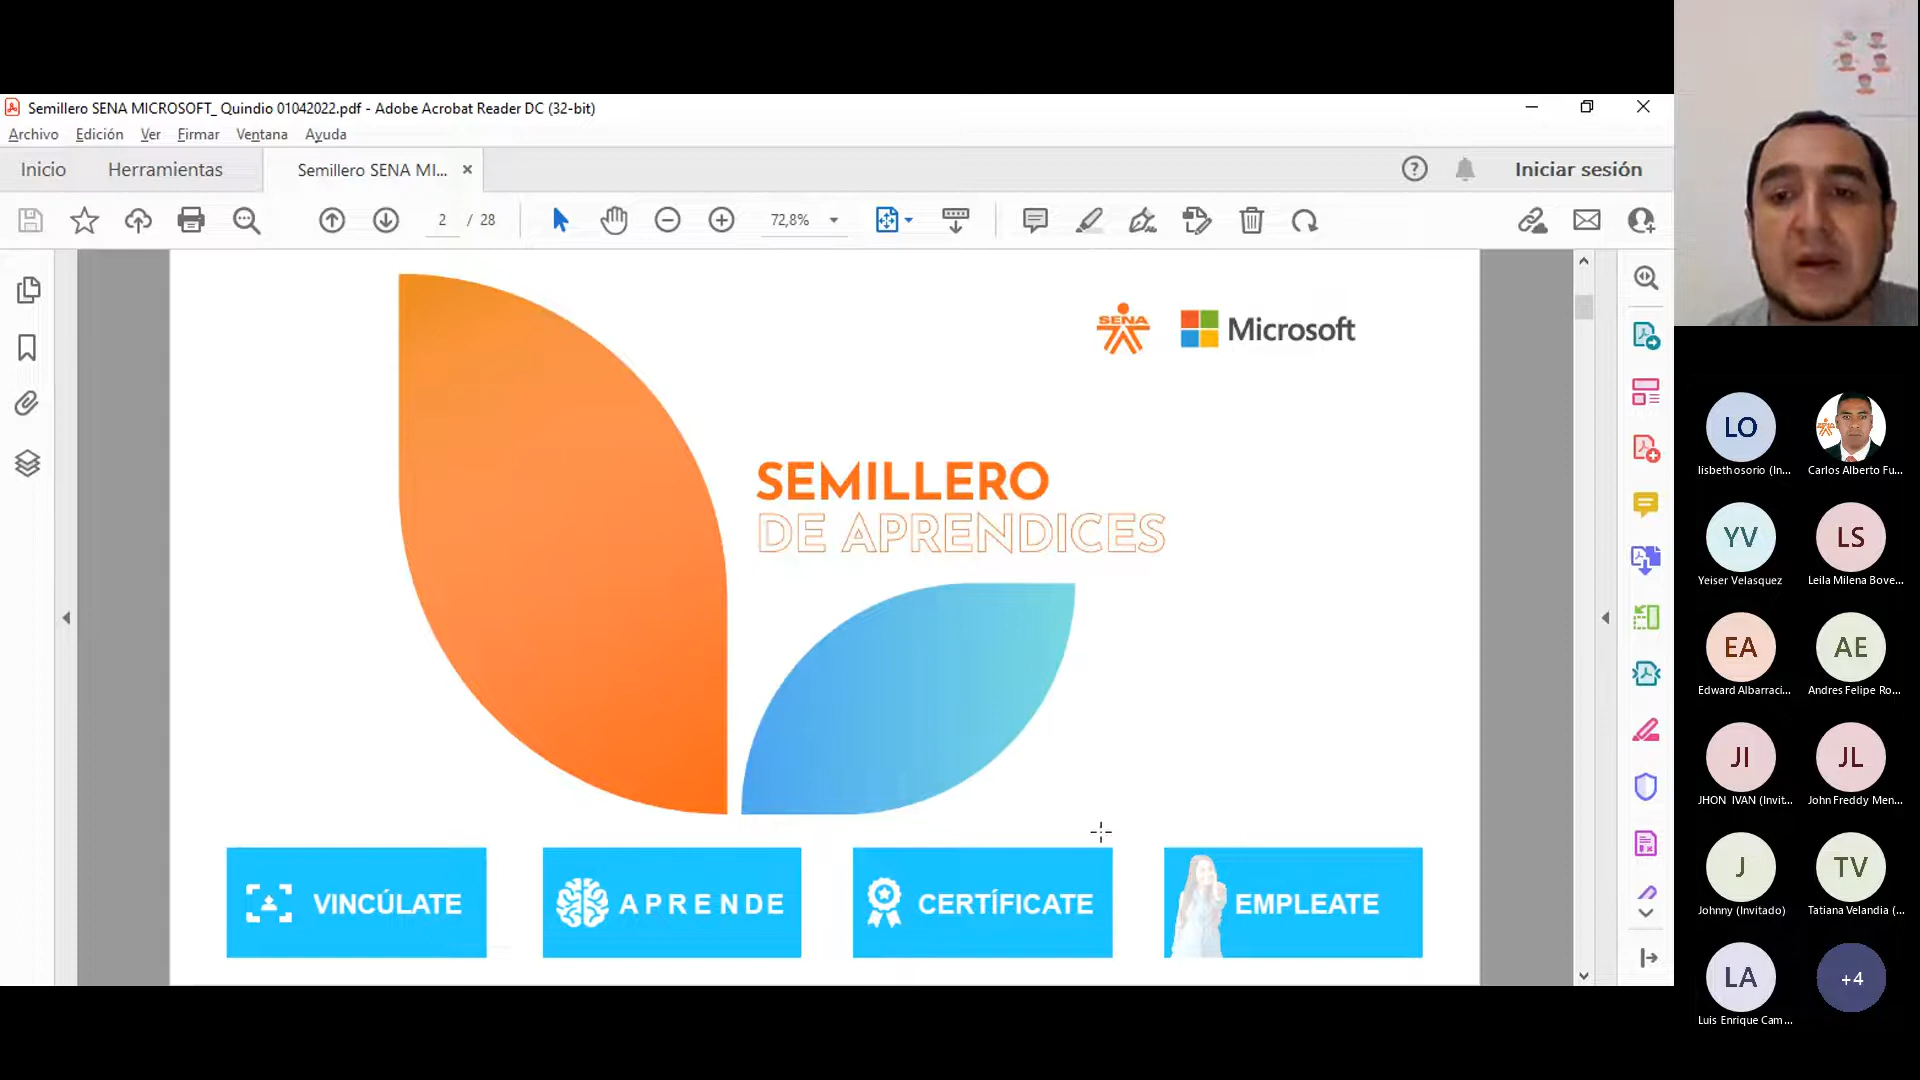 Semillero SENA MICROSOFT_ Quindio 01042022.pdf - Adobe Acrobat Reader DC (32-bit)
Archivo Edición Ver Firmar Ventana Ayuda
Inicio Herramientas Semillero SENA MI... Iniciar sesión
2 / 28 72,8%
SENA Microsoft
SEMILLERO
DE APRENDICES
VINCÚLATE
APRENDE
CERTÍFICATE
EMPLEATE
LO
lisbeth osorio (In...
Carlos Alberto Fu...
YV
Yeiser Velasquez
LS
Leila Milena Bove...
EA
Edward Albarraci...
AE
Andres Felipe Ro...
JI
JHON IVAN (Invit...
JL
John Freddy Men...
J
Johnny (Invitado)
TV
Tatiana Velandia (...
LA
Luis Enrique Cam...
+4